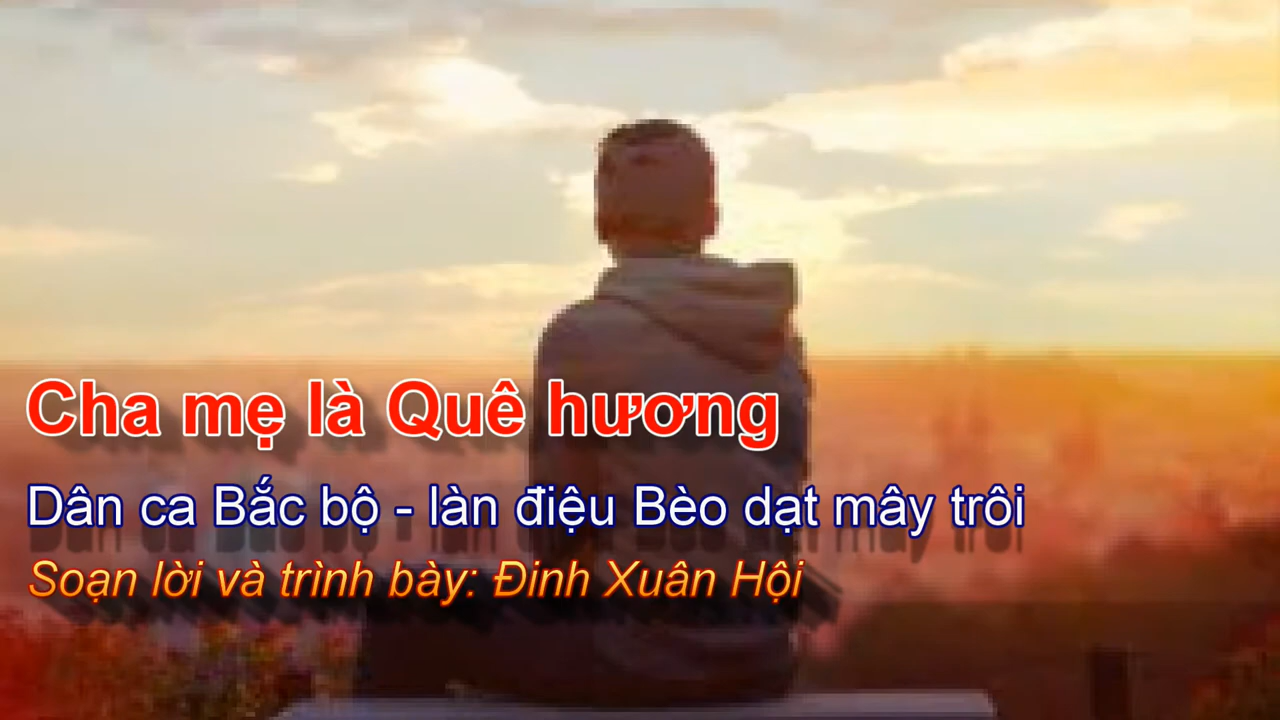 Cha mẹ là Quê hương
Dân ca Bắc bộ - làn điệu Bèo dạt mây trôi
Soạn lời và trình bày: Đinh Xuân Hội